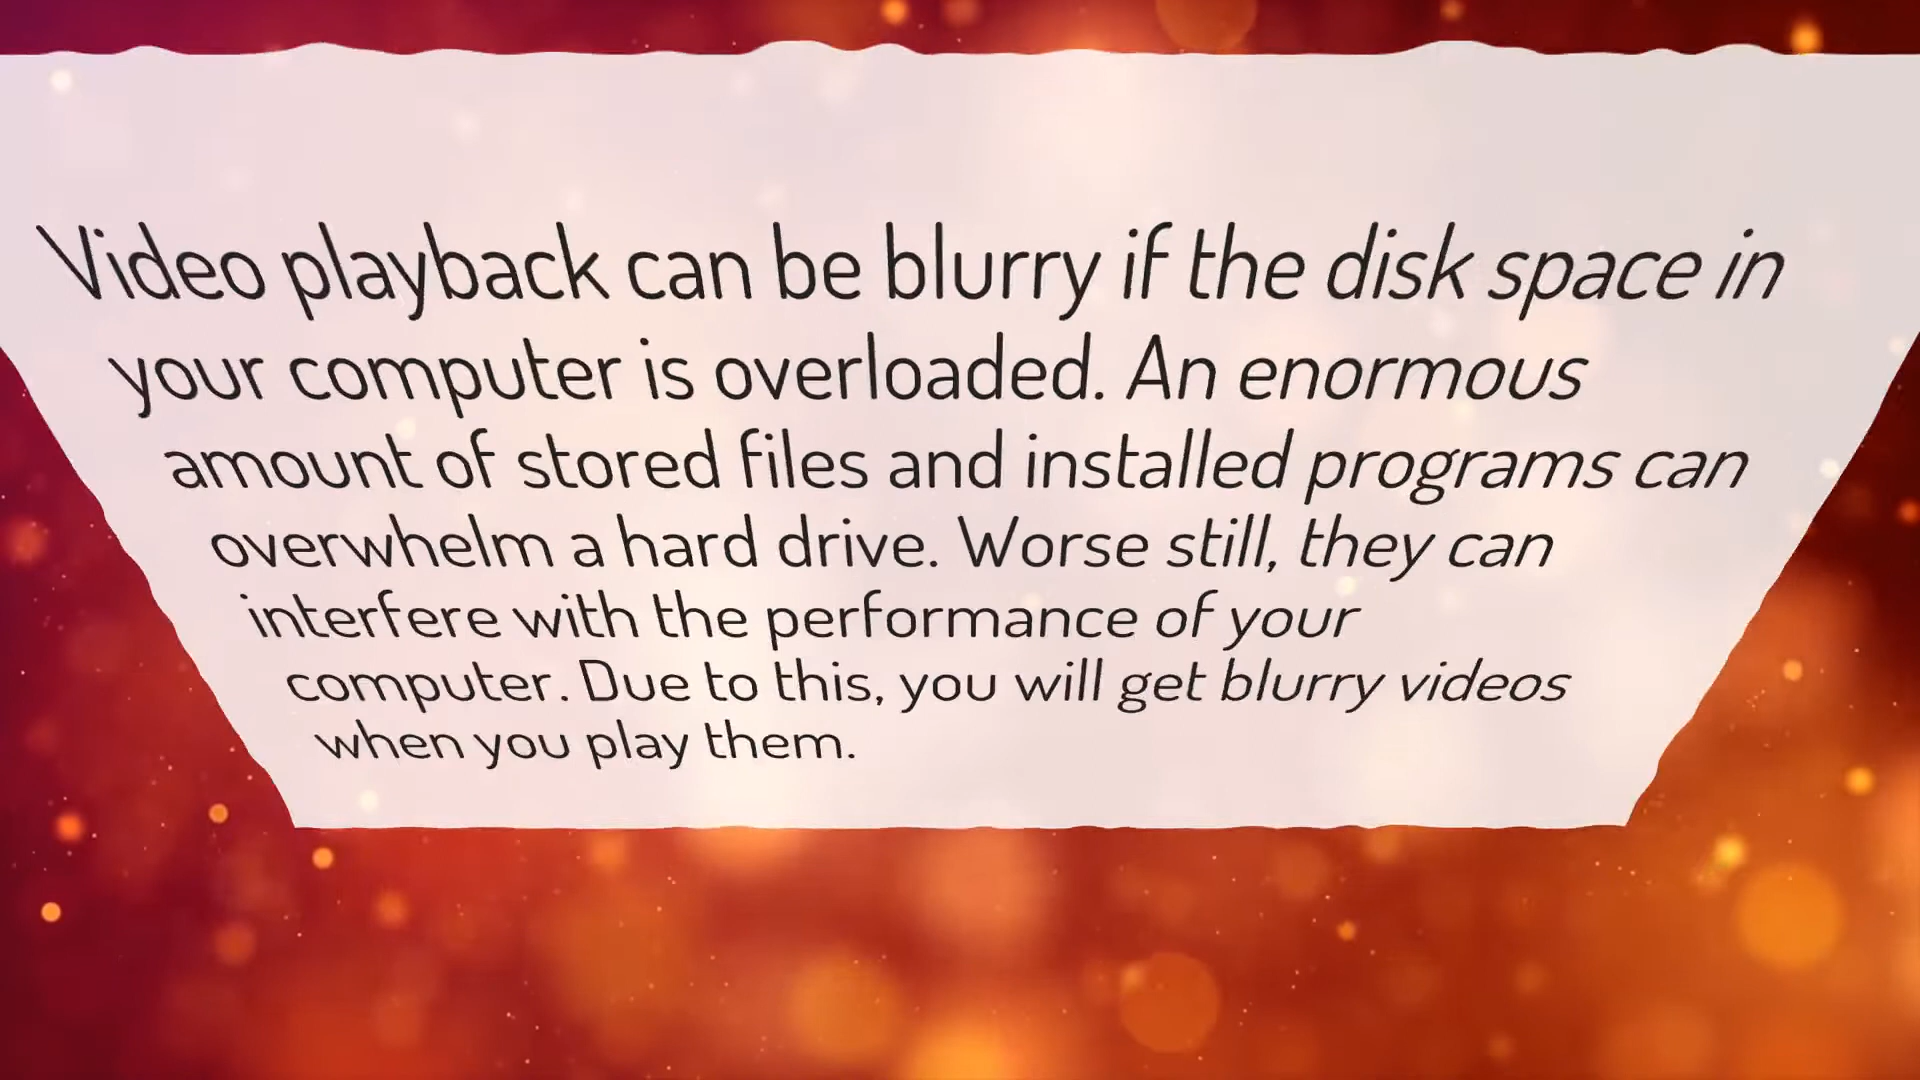 Video playback can be blurry if the disk space in
your computer is overloaded. An enormous
amount of stored files and installed programs can
overwhelm a hard drive. Worse still, they can
interfere with the performance of your
computer. Due to this, you will get blurry videos
when you play them.